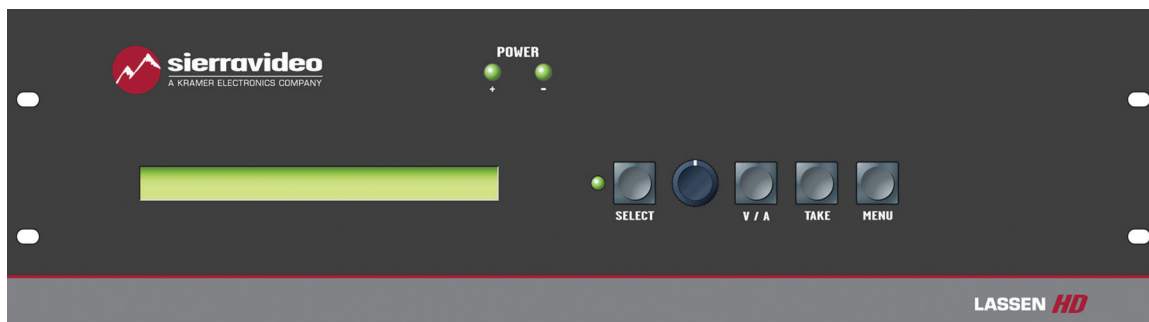 sierravideo
A KRAMER ELECTRONICS COMPANY
POWER
+ -
SELECT V / A TAKE MENU
LASSEN HD